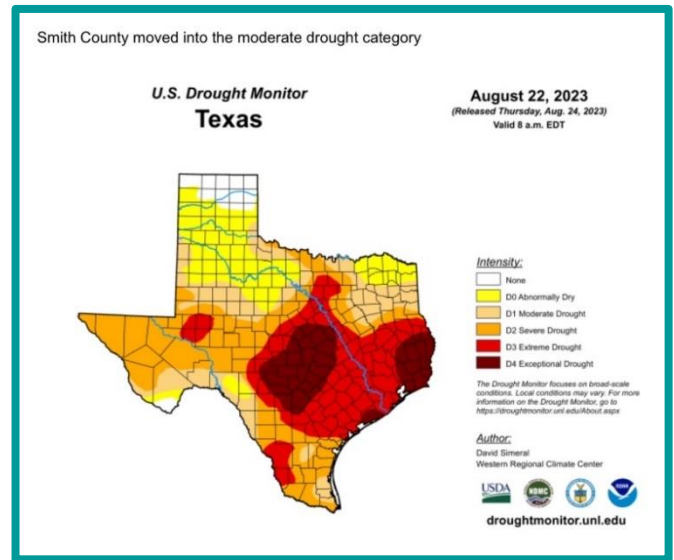 Smith County moved into the moderate drought category
U.S. Drought Monitor
Texas
August 22, 2023
(Released Thursday, Aug. 24, 2023)
Valid 8 a.m. EDT
Intensity:
None
D0 Abnormally Dry
D1 Moderate Drought
D2 Severe Drought
D3 Extreme Drought
D4 Exceptional Drought
The Drought Monitor focuses on broad-scale
conditions. Local conditions may vary. For more
information on the Drought Monitor, go to
https://droughtmonitor.unl.edu/About.aspx
Author:
David Simeral
Western Regional Climate Center
USDA
NDMC
droughtmonitor.unl.edu